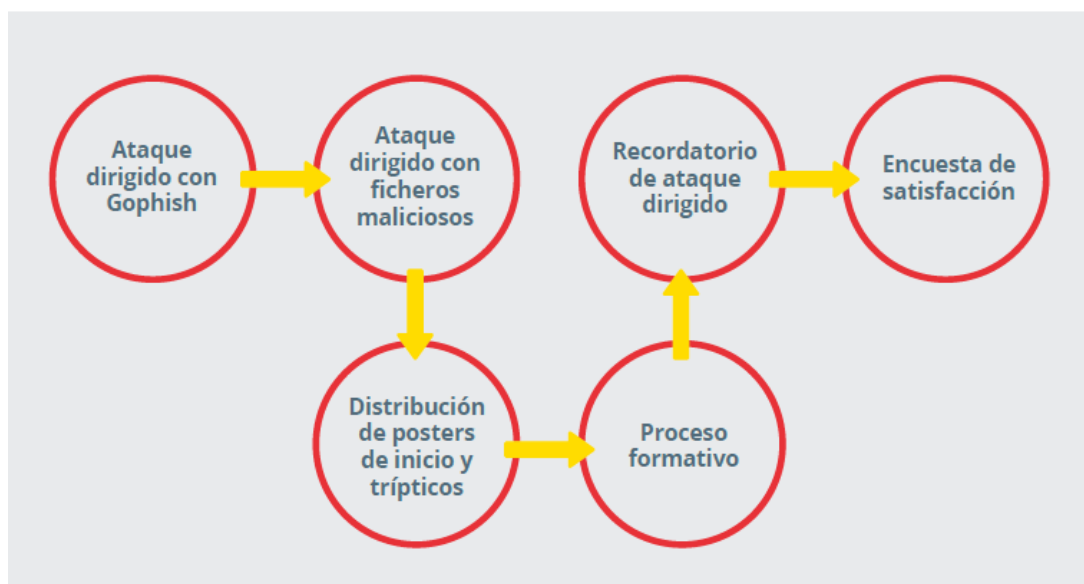 Ataque
dirigido con
Gophish
Ataque
dirigido con
ficheros
maliciosos
Distribución
de posters
de inicio y
trípticos
Proceso
formativo
Recordatorio
de ataque
dirigido
Encuesta de
satisfacción